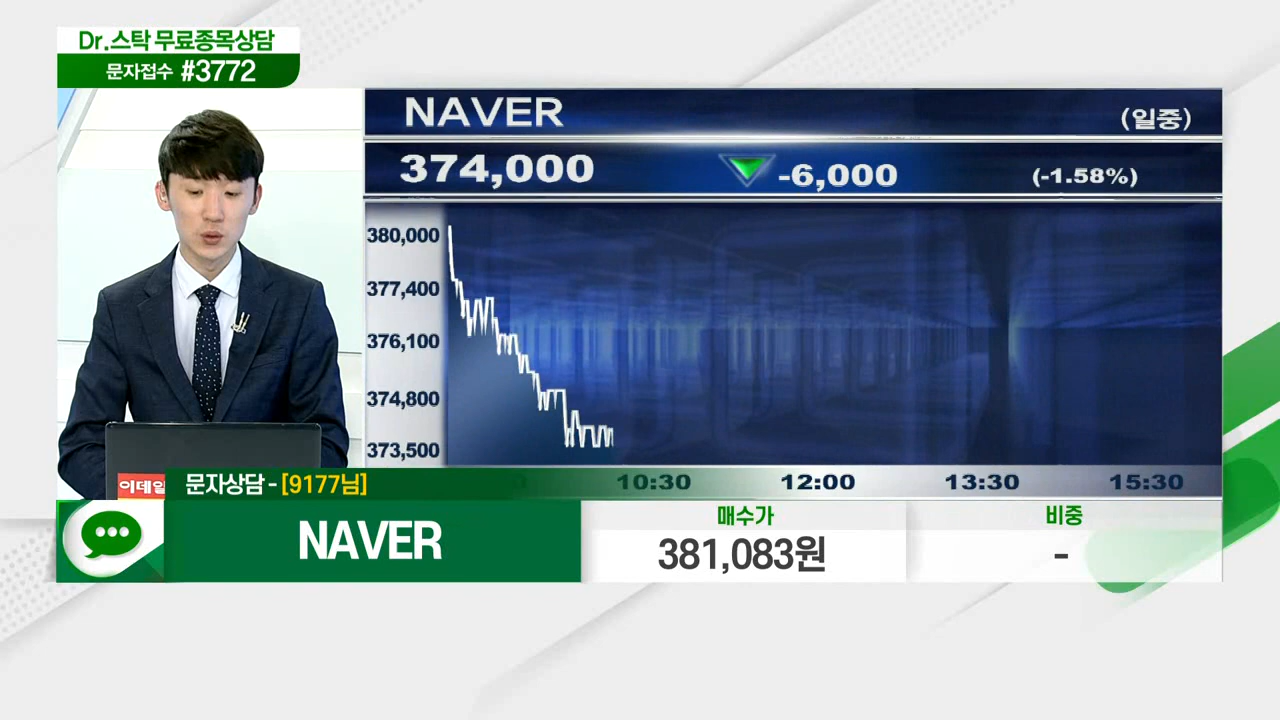 Dr.스탁 무료종목상담
문자접수 #3772
NAVER
(일중)
374,000
-6,000
(-1.58%)
380,000
377,400
376,100
374,800
373,500
10:30
12:00
13:30
15:30
이데일
문자상담 - [9177님]
NAVER
매수가
381,083원
비중
-